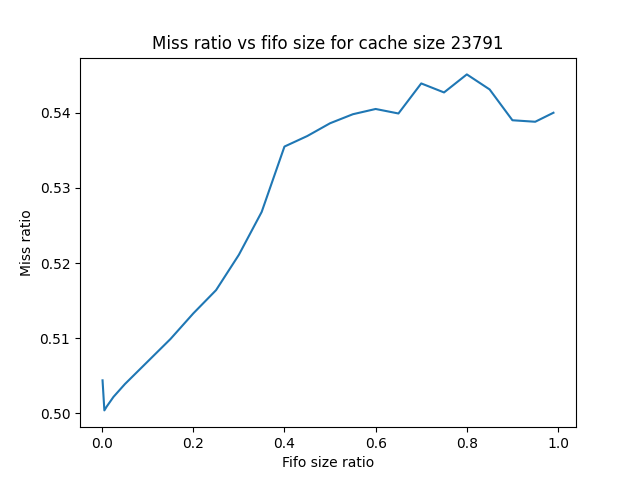 Miss ratio vs fifo size for cache size 23791
0.54
0.53
0.52
0.51
0.50
Miss ratio
0.0 0.2 0.4 0.6 0.8 1.0
Fifo size ratio